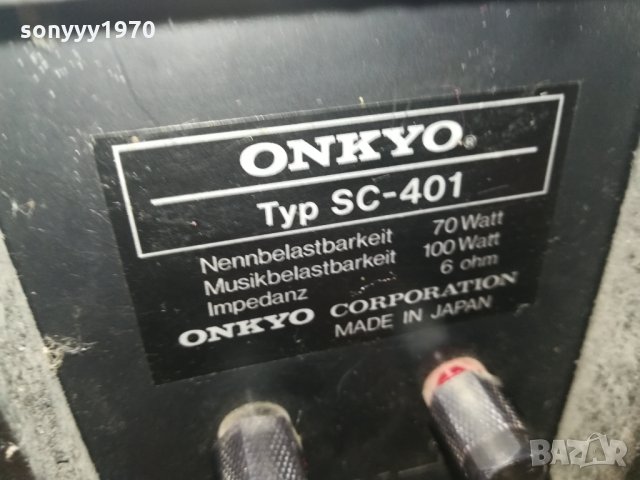 sonyyy1970
ONKYO®
Typ SC-401
Nennbelastbarkeit 70 Watt
Musikbelastbarkeit 100 Watt
Impedanz 6 ohm
ONKYO CORPORATION
MADE IN JAPAN
BAZAR